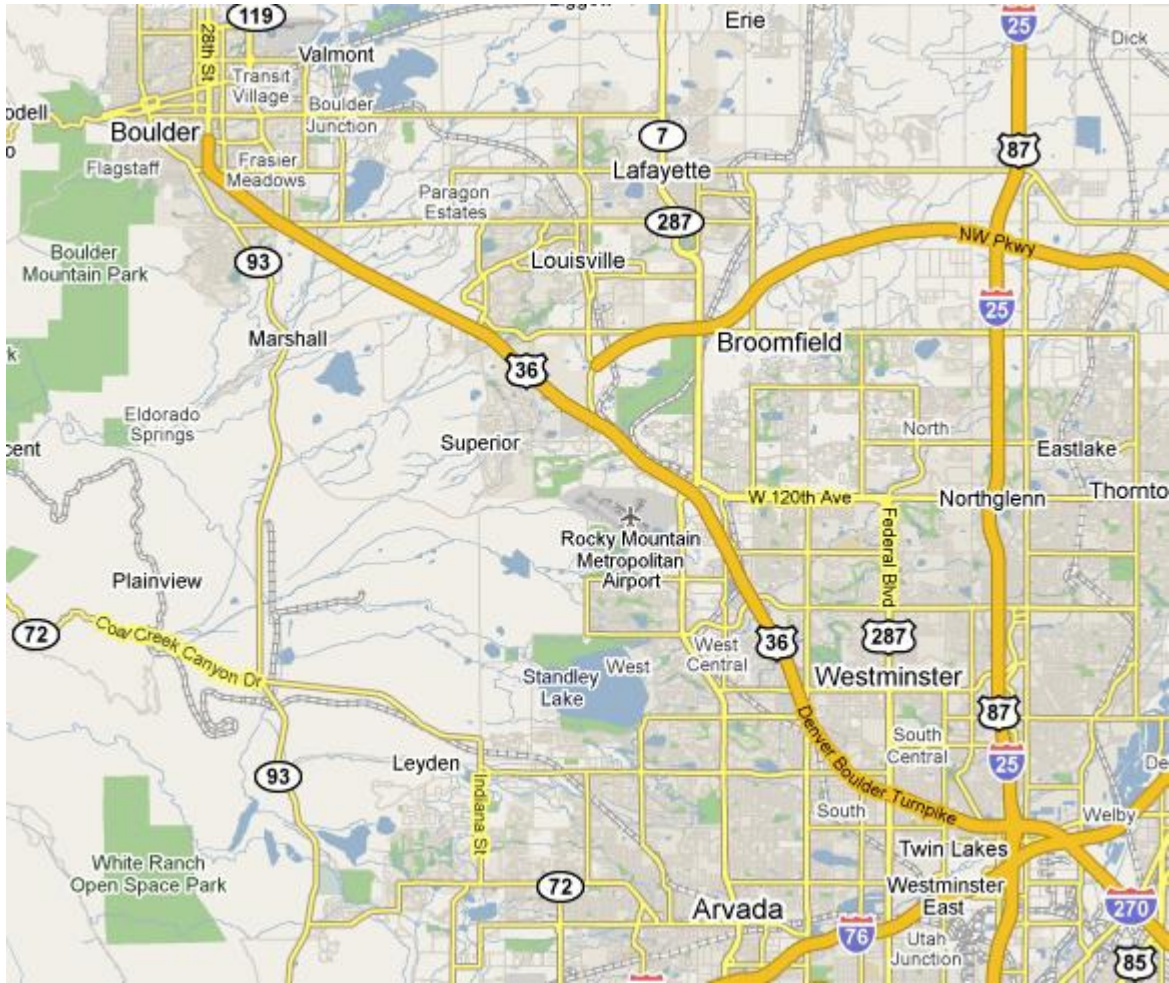 119
Erie
25
Dick
28th St
Valmont
Transit
Village
Boulder
Junction
Boulder
7
87
Flagstaff
Frasier
Meadows
Lafayette
Paragon
Estates
287
Boulder
Mountain Park
93
Louisville
NW Pkwy
25
Marshall
Broomfield
36
Eldorado
Springs
Superior
North
Eastlake
W 120th Ave
Northglenn
Thornto
Rocky Mountain
Metropolitan
Airport
Federal Blvd
Plainview
72
Coal Creek Canyon Dr
36
287
West
Central
West
Standley
Lake
Westminster
87
Denver Boulder Turnpike
South
Central
25
Leyden
93
Indiana St
De
South
Welby
Twin Lakes
White Ranch
Open Space Park
72
Westminster
East
Arvada
270
76
Utah
Junction
85